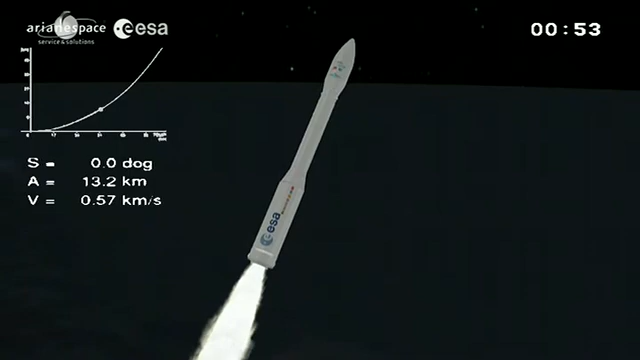 arianespace
service & solutions
esa
00:53
S = 0.0 dog
A = 13.2 km
V = 0.57 km/s
esa